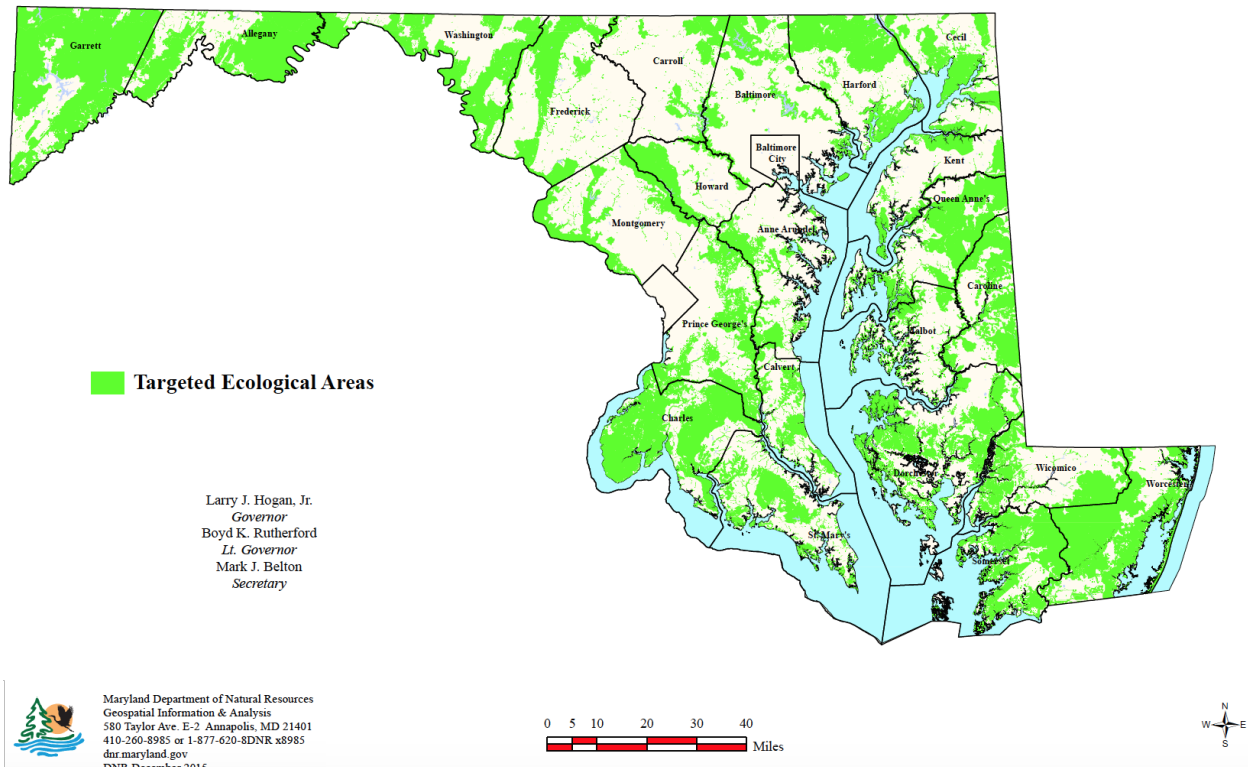 Garrett
Allegany
Washington
Frederick
Carroll
Baltimore
Harford
Cecil
Baltimore
City
Kent
Howard
Montgomery
Queen Anne's
Anne Arundel
Caroline
Prince George's
Talbot
Calvert
Charles
Dorchester
Wicomico
Worcester
St. Mary's
Somerset
Targeted Ecological Areas
Larry J. Hogan, Jr.
Governor
Boyd K. Rutherford
Lt. Governor
Mark J. Belton
Secretary
Maryland Department of Natural Resources
Geospatial Information & Analysis
580 Taylor Ave. E-2 Annapolis, MD 21401
410-260-8985 or 1-877-620-8DNR x8985
dnr.maryland.gov
DNR December 2016
0 5 10 20 30 40
Miles
N
W E
S